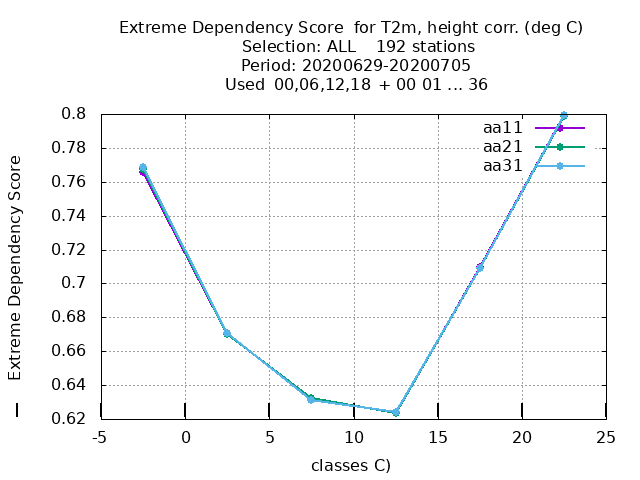 Extreme Dependency Score  for T2m, height corr. (deg C)
Selection: ALL    192 stations
Period: 20200629-20200705
Used  00,06,12,18  + 00 01 ... 36
Extreme Dependency Score
0.8
0.78
0.76
0.74
0.72
0.7
0.68
0.66
0.64
0.62
aa11
aa21
aa31
-5 0 5 10 15 20 25
classes C)